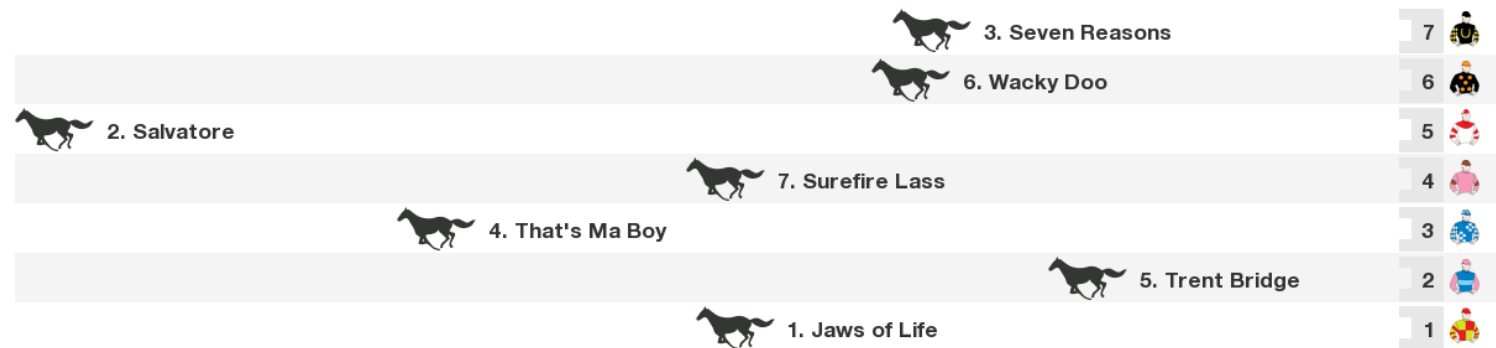 3. Seven Reasons 7
6. Wacky Doo 6
2. Salvatore 5
7. Surefire Lass 4
4. That's Ma Boy 3
5. Trent Bridge 2
1. Jaws of Life 1